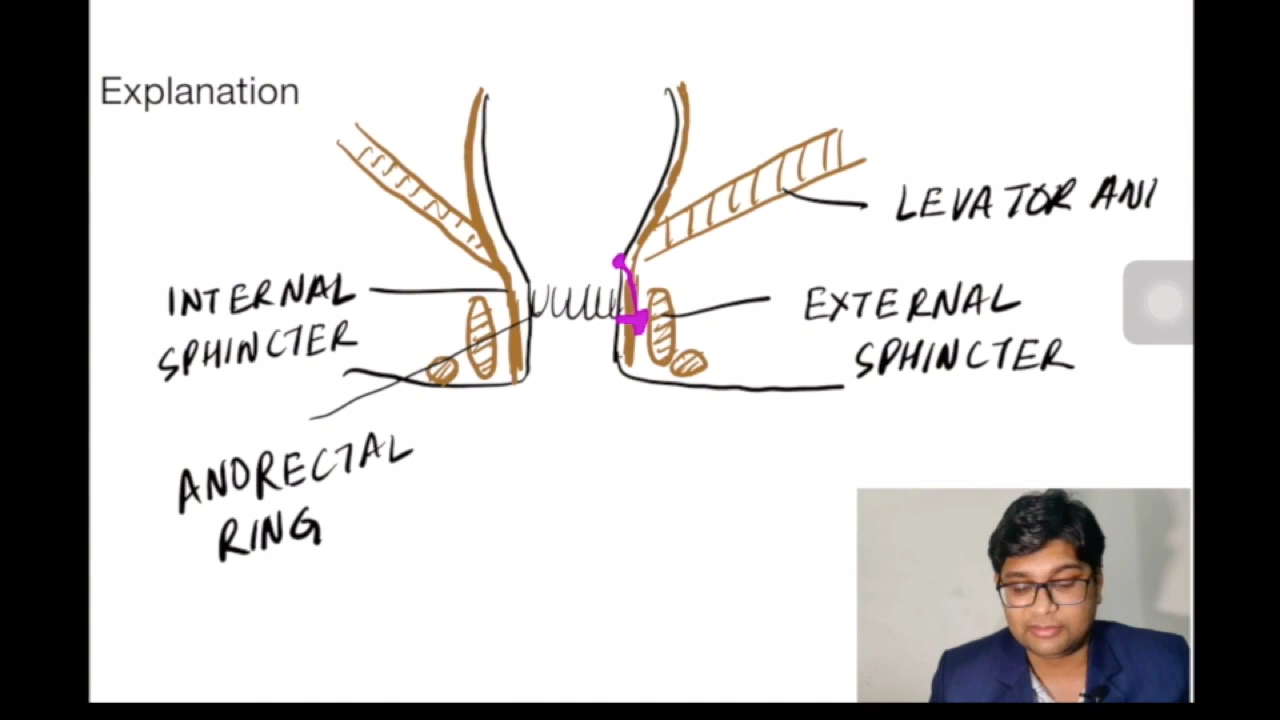 Explanation
LEVATOR ANI
INTERNAL
SPHINCTER
EXTERNAL
SPHINCTER
ANORECTAL
RING